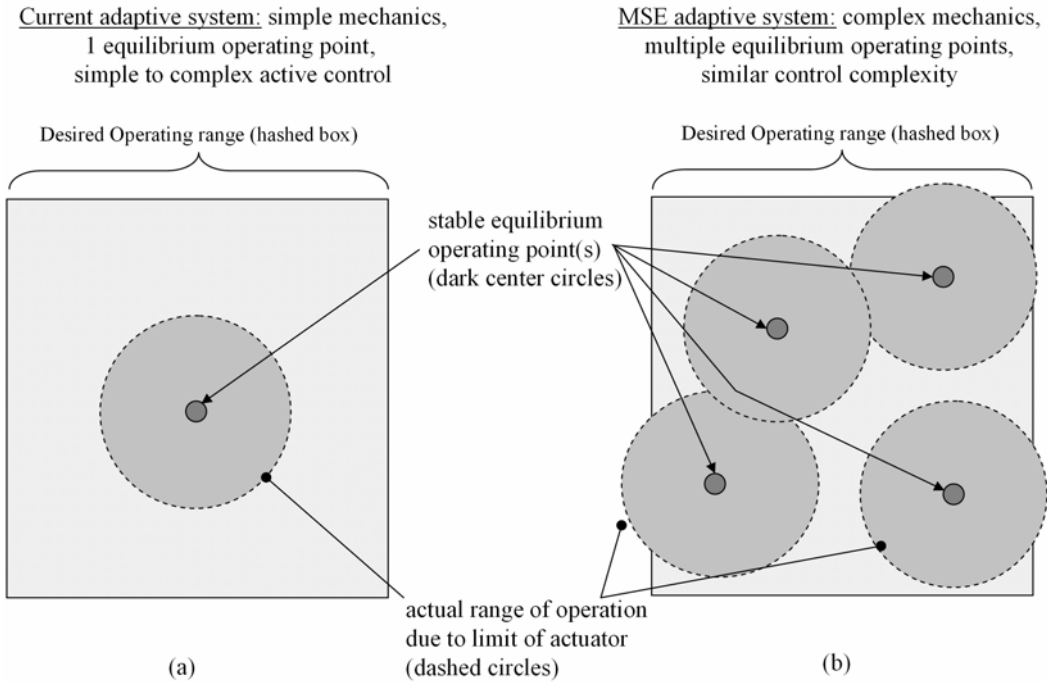 Current adaptive system: simple mechanics,
1 equilibrium operating point,
simple to complex active control
MSE adaptive system: complex mechanics,
multiple equilibrium operating points,
similar control complexity
Desired Operating range (hashed box)
Desired Operating range (hashed box)
stable equilibrium
operating point(s)
(dark center circles)
actual range of operation
due to limit of actuator
(dashed circles)
(a)
(b)